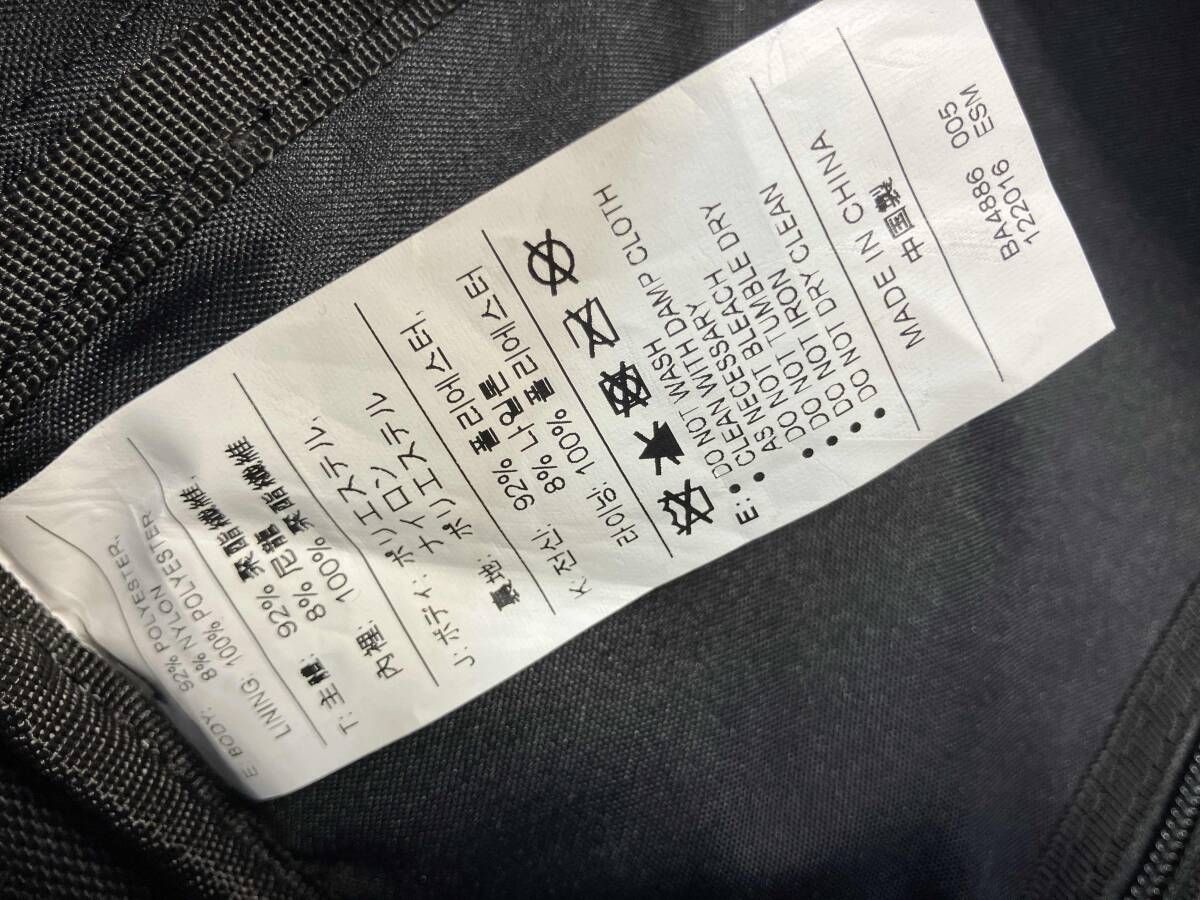 E: BODY: 92% POLYESTER,
8% NYLON
LINING: 100% POLYESTER
T: 主體: 92% 聚酯纖維,
8% 尼龍
內裡: 100% 聚酯纖維
J: ボディ: ポリエステル,
ナイロン
裏地: ポリエステル
K: 전신: 92% 폴리에스터,
8% 나일론
라이닝: 100% 폴리에스터
E: • DO NOT WASH
• CLEAN WITH DAMP CLOTH
AS NECESSARY
• DO NOT BLEACH
• DO NOT TUMBLE DRY
• DO NOT IRON
• DO NOT DRY CLEAN
MADE IN CHINA
中国製
BA4886 005
122016 ESM